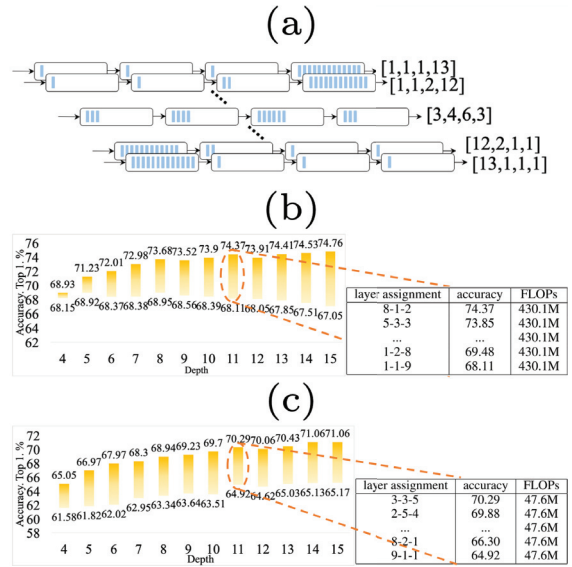 (a)
[1,1,1,13]
[1,1,2,12]
[3,4,6,3]
[12,2,1,1]
[13,1,1,1]
(b)
Accuracy. Top 1. %
76
74
72
70
68
66
64
62
68.93 71.23 72.01 72.98 73.68 73.52 73.9 74.37 73.91 74.41 74.53 74.76
68.15 68.92 68.37 68.38 68.95 68.56 68.39 68.11 68.05 67.85 67.51 67.05
4 5 6 7 8 9 10 11 12 13 14 15
Depth
layer assignment accuracy FLOPs
8-1-2 74.37 430.1M
5-3-3 73.85 430.1M
... ... 430.1M
1-2-8 69.48 430.1M
1-1-9 68.11 430.1M
(c)
Accuracy. Top 1. %
72
70
68
66
64
62
60
58
65.05 66.97 67.97 68.3 68.94 69.23 69.7 70.29 70.06 70.43 71.06 71.06
61.58 61.82 62.02 62.95 63.34 63.64 63.51 64.92 64.62 65.03 65.13 65.17
4 5 6 7 8 9 10 11 12 13 14 15
Depth
layer assignment accuracy FLOPs
3-3-5 70.29 47.6M
2-5-4 69.88 47.6M
... ... 47.6M
8-2-1 66.30 47.6M
9-1-1 64.92 47.6M